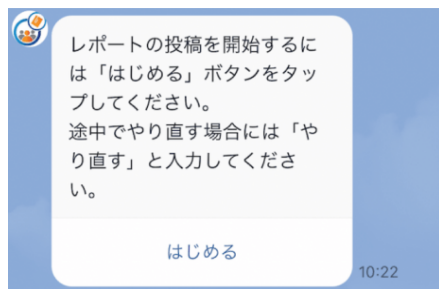 レポートの投稿を開始するに
は「はじめる」ボタンをタッ
プしてください。
途中でやり直す場合には「や
り直す」と入力してくださ
い。
はじめる
10:22